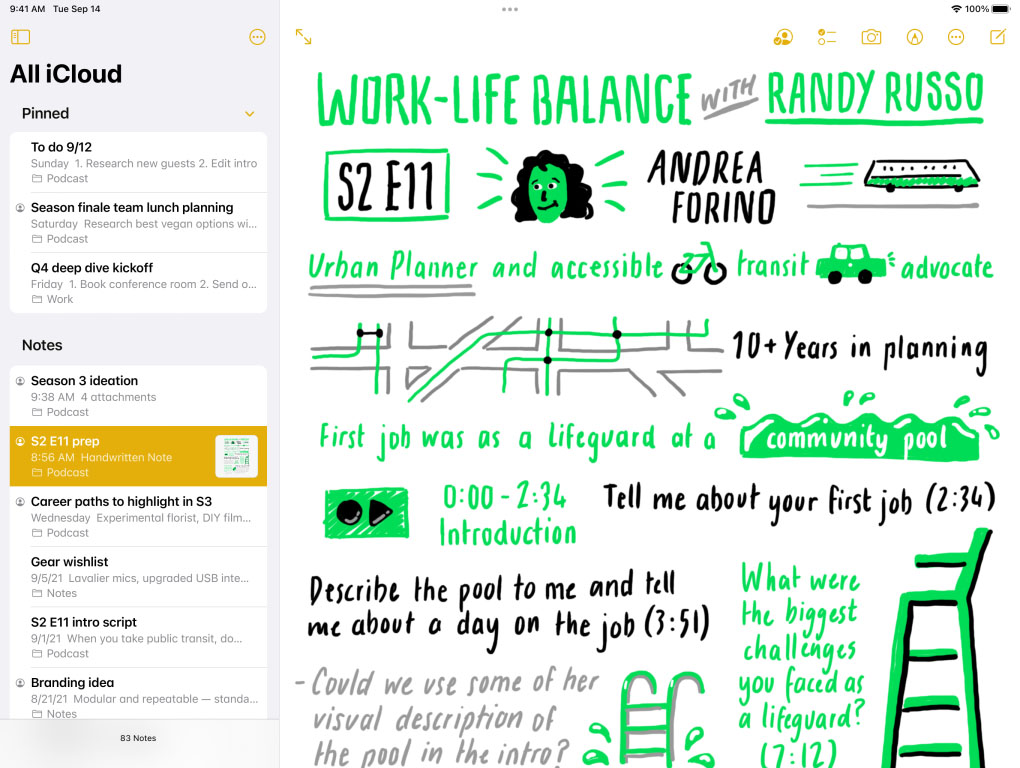 9:41 AM Tue Sep 14
100%
All iCloud
Pinned
To do 9/12
Sunday 1. Research new guests 2. Edit intro
Podcast
Season finale team lunch planning
Saturday Research best vegan options wi...
Podcast
Q4 deep dive kickoff
Friday 1. Book conference room 2. Send o...
Work
Notes
Season 3 ideation
9:38 AM 4 attachments
Podcast
S2 E11 prep
8:56 AM Handwritten Note
Podcast
Career paths to highlight in S3
Wednesday Experimental florist, DIY film...
Podcast
Gear wishlist
9/5/21 Lavalier mics, upgraded USB inte...
Notes
S2 E11 intro script
9/1/21 When you take public transit, do...
Podcast
Branding idea
8/21/21 Modular and repeatable — standa...
Notes
83 Notes
WORK-LIFE BALANCE WITH RANDY RUSSO
S2 E11
ANDREA
FORINO
Urban Planner and accessible transit advocate
10+ Years in planning
First job was as a lifeguard at a community pool
0:00 - 2:34
Introduction
Tell me about your first job (2:34)
Describe the pool to me and tell
me about a day on the job (3:51)
- Could we use some of her
visual description of
the pool in the intro?
What were
the biggest
challenges
you faced as
a lifeguard?
(7:12)